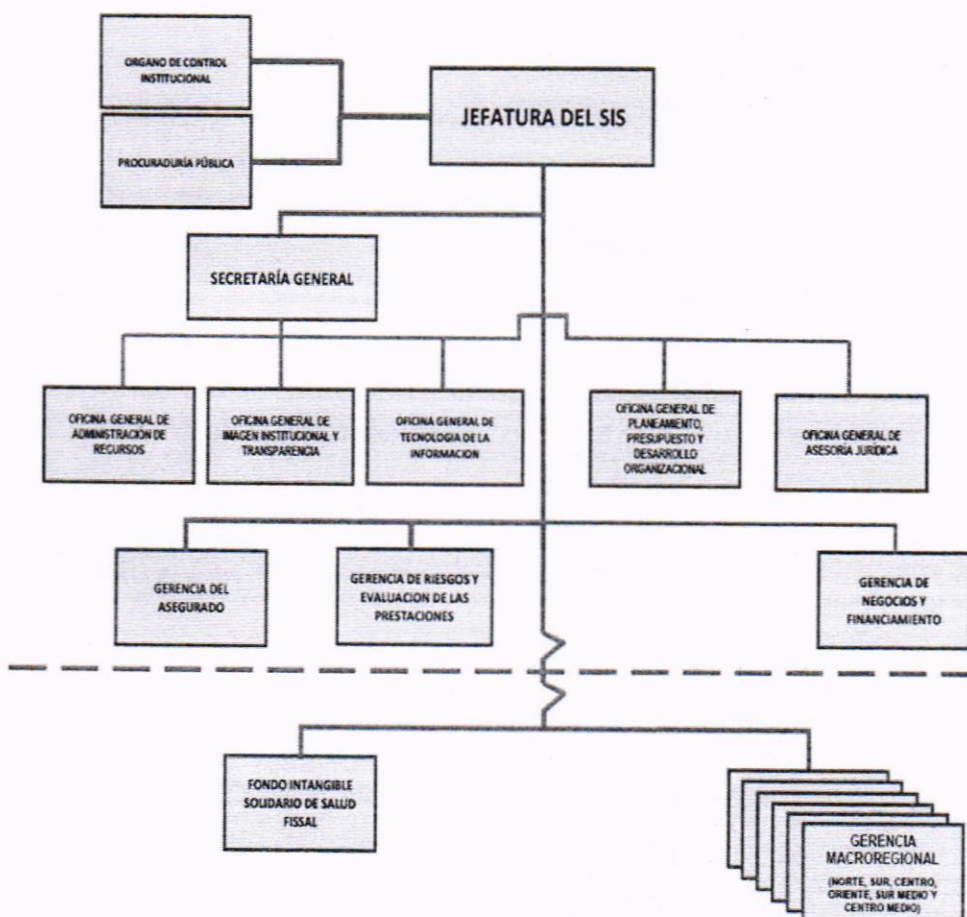 ORGANO DE CONTROL
INSTITUCIONAL
JEFATURA DEL SIS
PROCURADURÍA PÚBLICA
SECRETARÍA GENERAL
OFICINA GENERAL DE
ADMINISTRACIÓN DE
RECURSOS
OFICINA GENERAL DE
IMAGEN INSTITUCIONAL Y
TRANSPARENCIA
OFICINA GENERAL DE
TECNOLOGIA DE LA
INFORMACION
OFICINA GENERAL DE
PLANEAMIENTO,
PRESUPUESTO Y
DESARROLLO
ORGANIZACIONAL
OFICINA GENERAL DE
ASESORÍA JURÍDICA
GERENCIA DEL
ASEGURADO
GERENCIA DE RIESGOS Y
EVALUACION DE LAS
PRESTACIONES
GERENCIA DE
NEGOCIOS Y
FINANCIAMIENTO
FONDO INTANGIBLE
SOLIDARIO DE SALUD
FISSAL
GERENCIA
MACROREGIONAL
(NORTE, SUR, CENTRO,
ORIENTE, SUR MEDIO Y
CENTRO MEDIO)